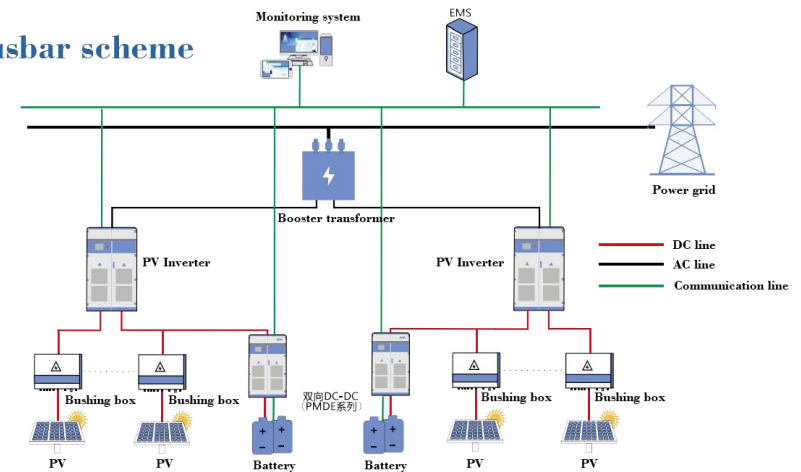 usbar scheme
Monitoring system
EMS
Power grid
Booster transformer
PV Inverter
PV Inverter
DC line
AC line
Communication line
Bushing box
Bushing box
双向DC-DC
(PMDE系列)
Bushing box
Bushing box
PV
PV
Battery
Battery
PV
PV